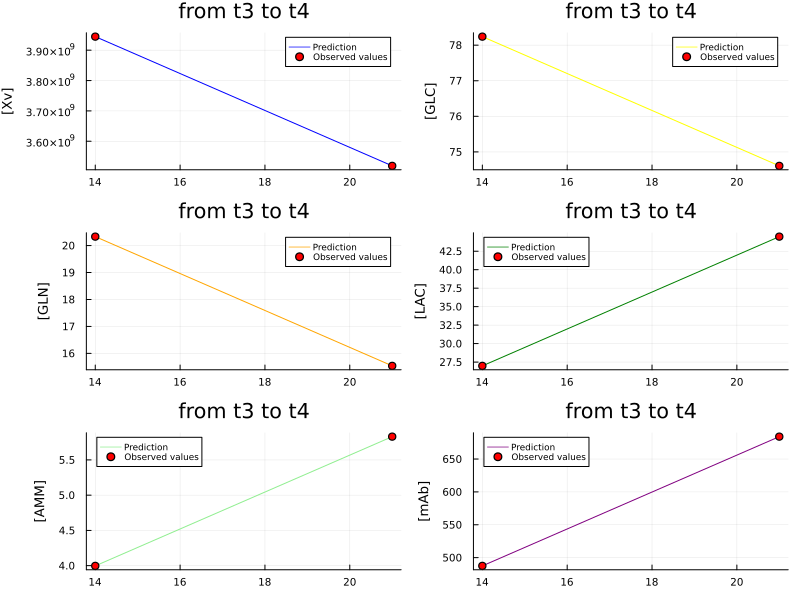 from t3 to t4
[Xv]
3.90×10⁹
3.80×10⁹
3.70×10⁹
3.60×10⁹
Prediction
Observed values
14 16 18 20
from t3 to t4
[GLC]
78
77
76
75
Prediction
Observed values
14 16 18 20
from t3 to t4
[GLN]
20
19
18
17
16
Prediction
Observed values
14 16 18 20
from t3 to t4
[LAC]
42.5
40.0
37.5
35.0
32.5
30.0
27.5
Prediction
Observed values
14 16 18 20
from t3 to t4
[AMM]
5.5
5.0
4.5
4.0
Prediction
Observed values
14 16 18 20
from t3 to t4
[mAb]
650
600
550
500
Prediction
Observed values
14 16 18 20